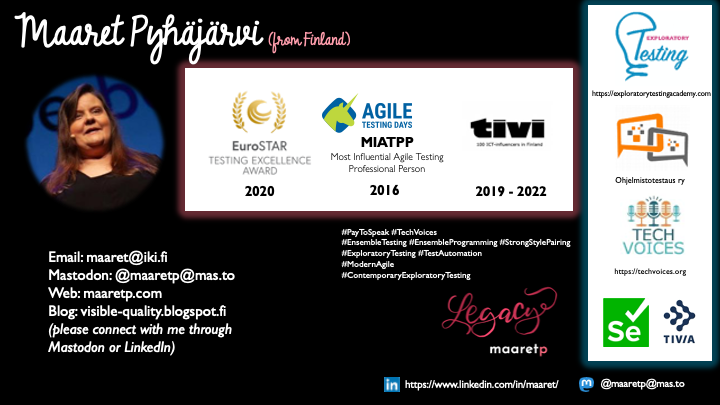 Maaret Pyhäjärvi (from Finland)
EuroSTAR
TESTING EXCELLENCE
AWARD
2020
AGILE
TESTING DAYS
MIATPP
Most Influential Agile Testing
Professional Person
2016
tivi
100 ICT-influencers in Finland
2019 - 2022
#PayToSpeak #TechVoices
#EnsembleTesting #EnsembleProgramming #StrongStylePairing
#ExploratoryTesting #TestAutomation
#ModernAgile
#ContemporaryExploratoryTesting
Email: maaret@iki.fi
Mastodon: @maaretp@mas.to
Web: maaretp.com
Blog: visible-quality.blogspot.fi
(please connect with me through
Mastodon or LinkedIn)
Legacy
maaretp
in https://www.linkedin.com/in/maaret/
m @maaretp@mas.to
EXPLORATORY
Testing
https://exploratorytestingacademy.com
Ohjelmistotestaus ry
TECH
VOICES
https://techvoices.org
Se
TIVIA